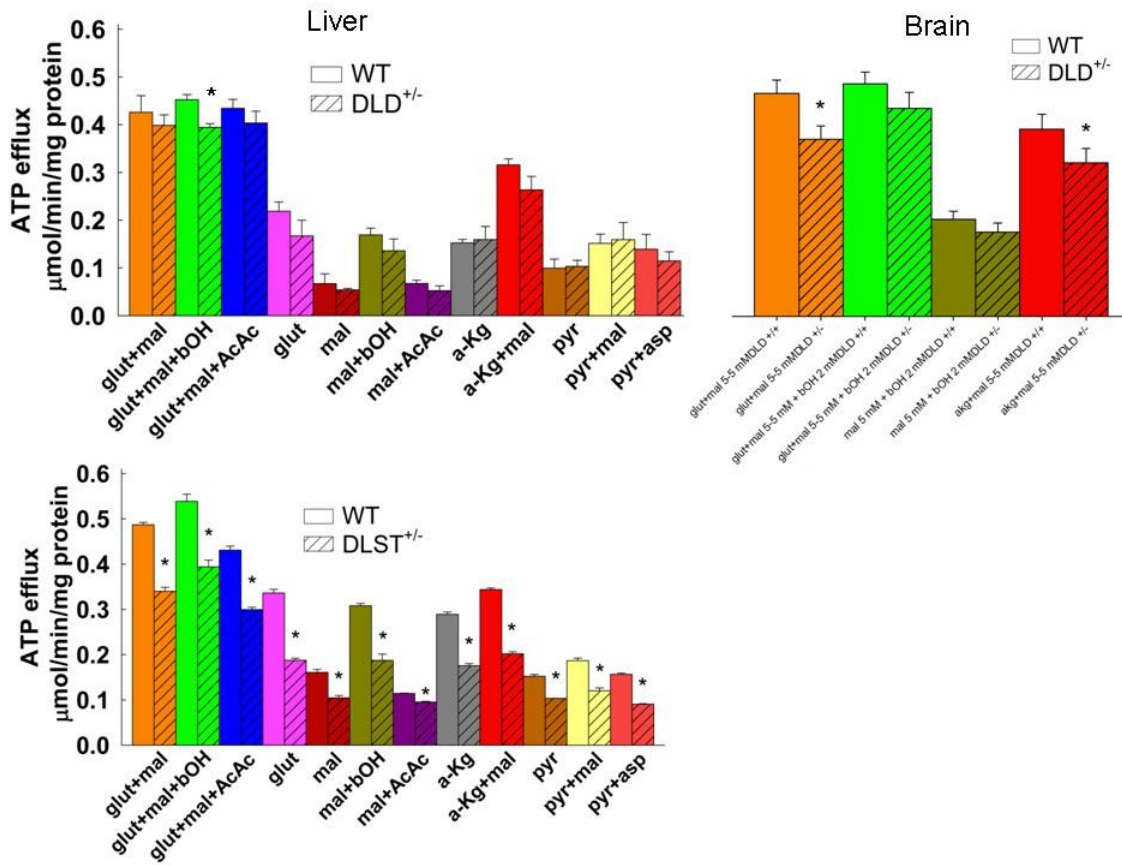 Liver
0.6
0.5
0.4
0.3
0.2
0.1
0.0
ATP efflux
μmol/min/mg protein
WT
DLD+/-
*
glut+mal
glut+mal+bOH
glut+mal+AcAc
glut
mal
mal+bOH
mal+AcAc
a-Kg
a-Kg+mal
pyr
pyr+mal
pyr+asp
Brain
WT
DLD+/-
*
*
glut+mal 5-5 mMDLD +/+
glut+mal 5-5 mMDLD +/-
glut+mal 5-5 mM + bOH 2 mMDLD +/+
glut+mal 5-5 mM + bOH 2 mMDLD +/-
mal 5 mM + bOH 2 mMDLD +/+
mal 5 mM + bOH 2 mMDLD +/-
akg+mal 5-5 mMDLD +/+
akg+mal 5-5 mMDLD +/-
0.6
0.5
0.4
0.3
0.2
0.1
0.0
ATP efflux
μmol/min/mg protein
WT
DLST+/-
*
*
*
*
*
*
*
*
*
*
*
*
glut+mal
glut+mal+bOH
glut+mal+AcAc
glut
mal
mal+bOH
mal+AcAc
a-Kg
a-Kg+mal
pyr
pyr+mal
pyr+asp